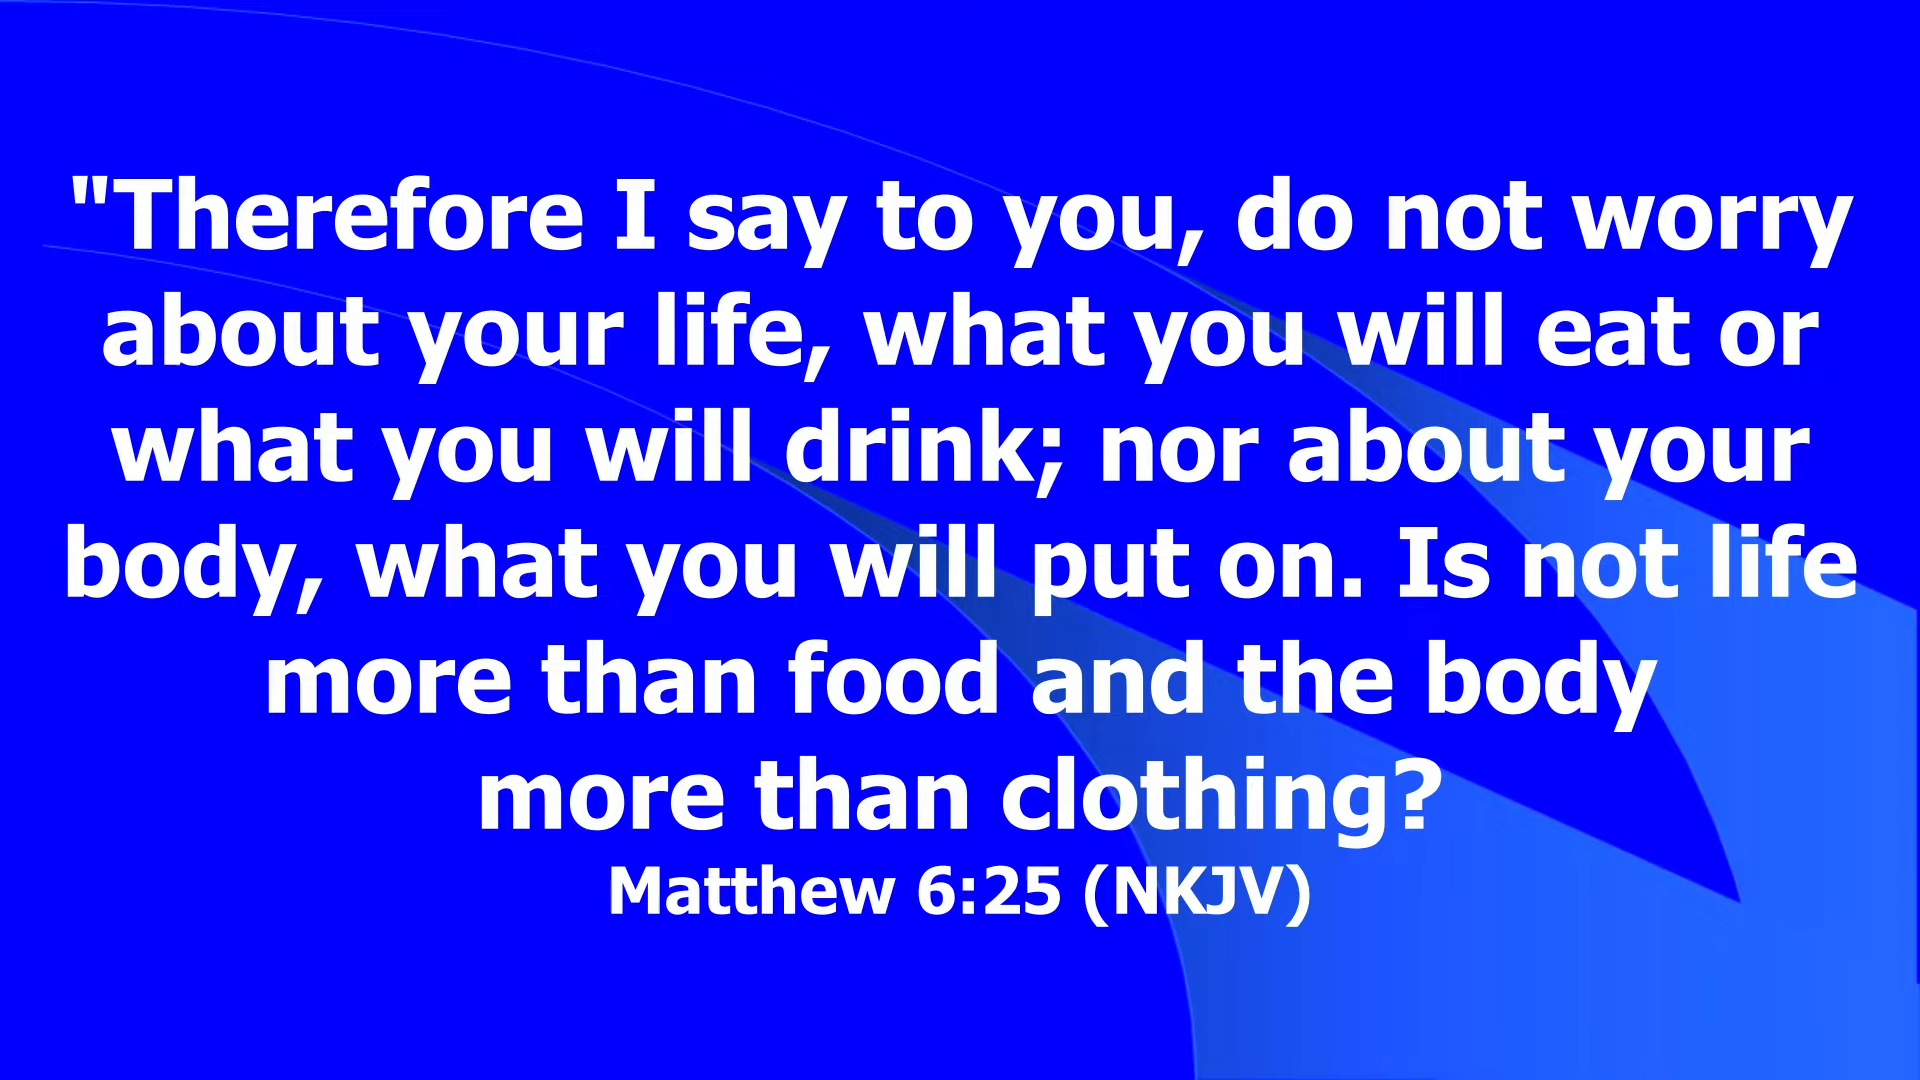 "Therefore I say to you, do not worry
about your life, what you will eat or
what you will drink; nor about your
body, what you will put on. Is not life
more than food and the body
more than clothing?
Matthew 6:25 (NKJV)